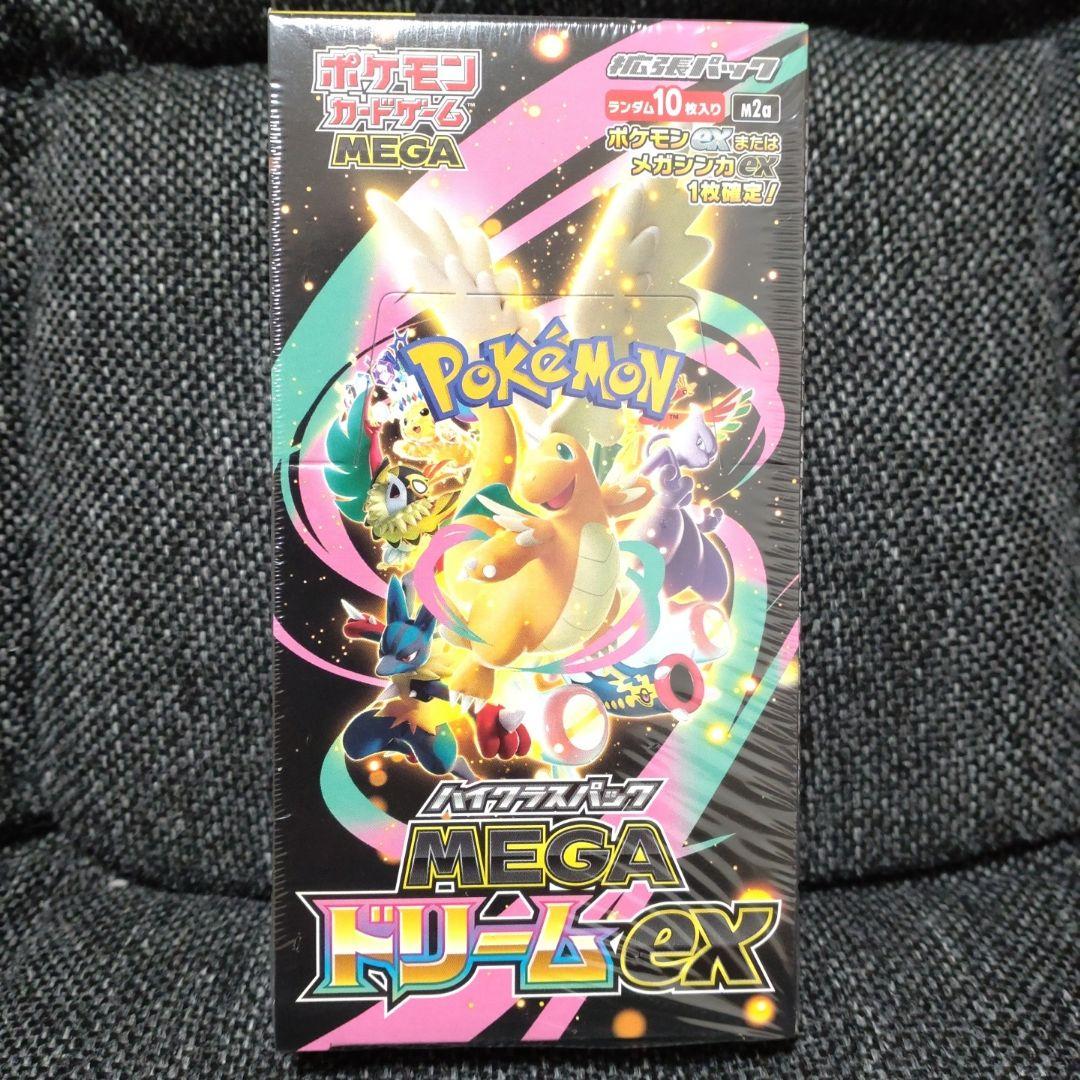 ポケモン
カードゲーム™
MEGA
拡張パック
ランダム10枚入り
M2a
ポケモンexまたは
メガシンカex
1枚確定!
POKéMON™
ハイクラスパック
MEGA
ドリームex